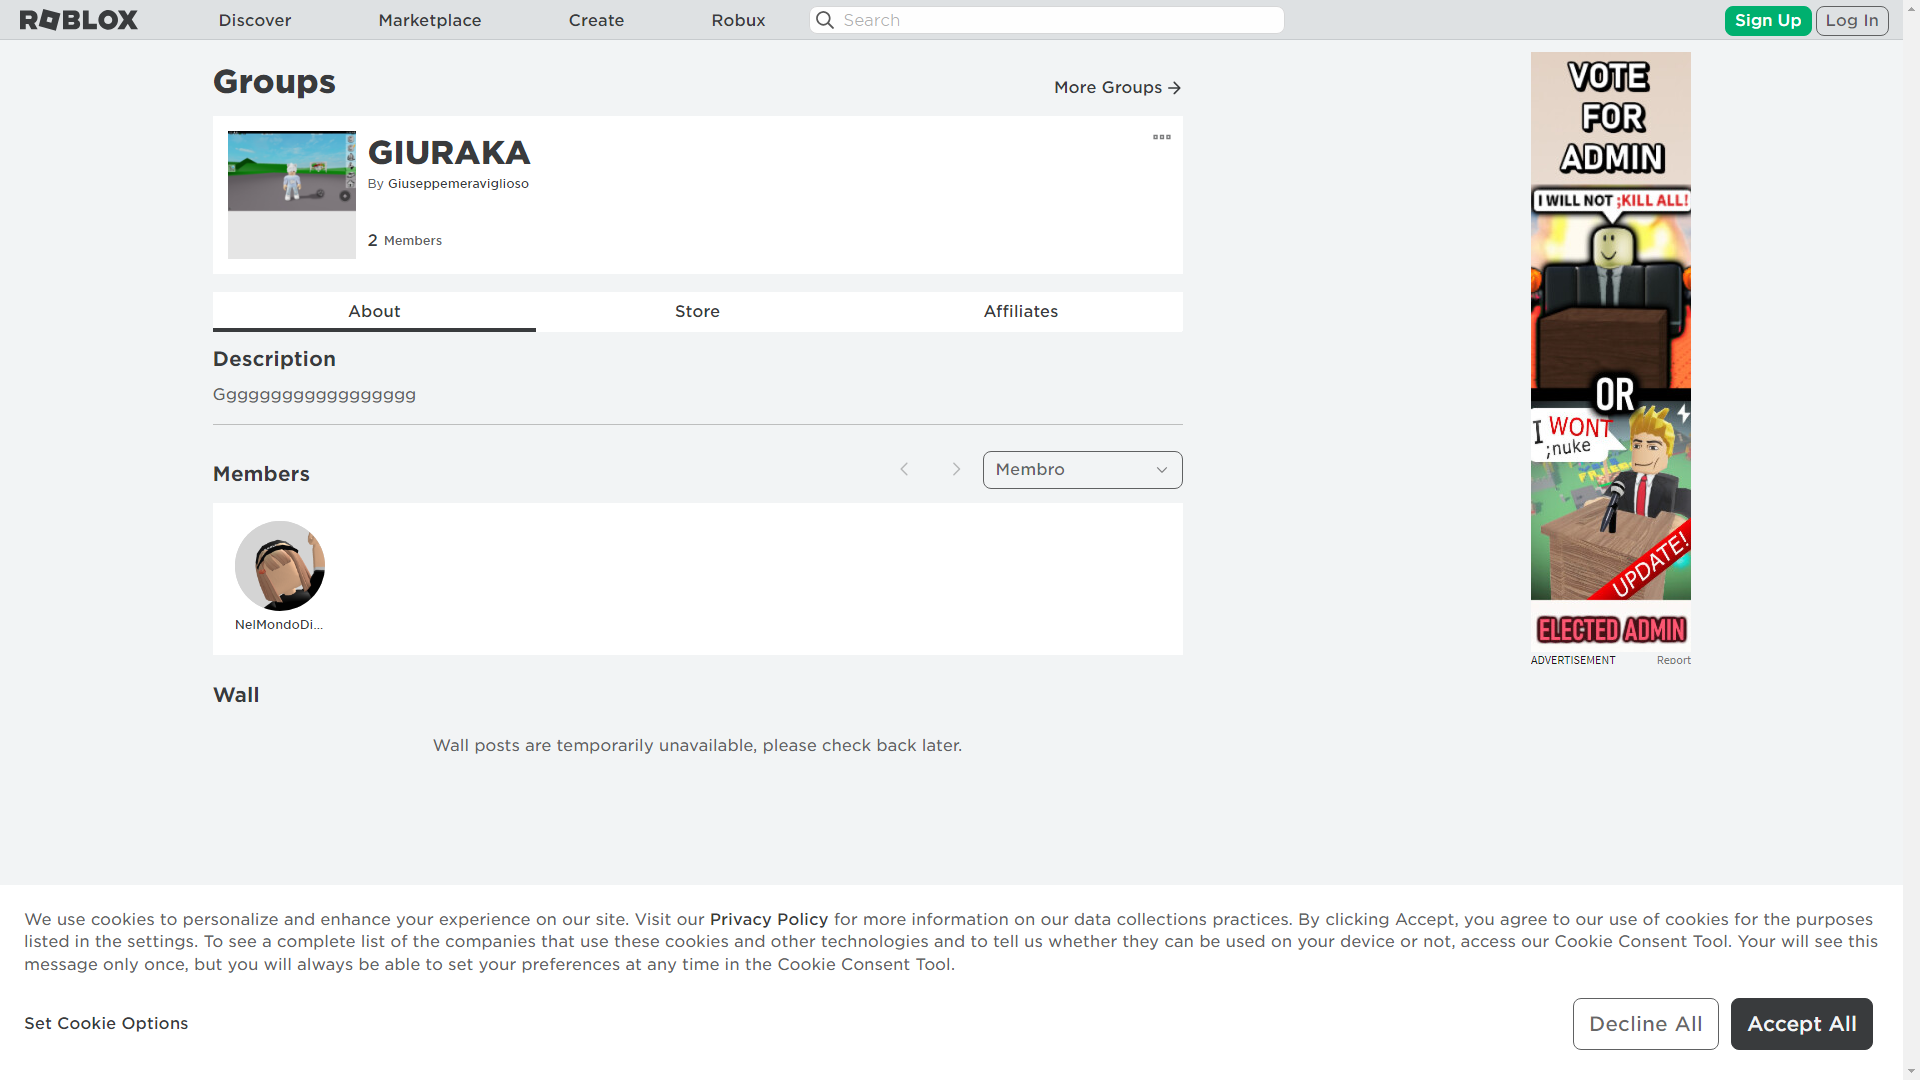 ROBLOX
Discover
Marketplace
Create
Robux
Search
Sign Up
Log In
Groups
More Groups
GIURAKA
By Giuseppemeraviglioso
2 Members
About
Store
Affiliates
Description
Gggggggggggggggggg
Members
Membro
NelMondoDi...
Wall
Wall posts are temporarily unavailable, please check back later.
VOTE
FOR
ADMIN
I WILL NOT ;KILL ALL!
OR
I WONT
;nuke
UPDATE!
ELECTED ADMIN
ADVERTISEMENT
Report
We use cookies to personalize and enhance your experience on our site. Visit our Privacy Policy for more information on our data collections practices. By clicking Accept, you agree to our use of cookies for the purposes
listed in the settings. To see a complete list of the companies that use these cookies and other technologies and to tell us whether they can be used on your device or not, access our Cookie Consent Tool. Your will see this
message only once, but you will always be able to set your preferences at any time in the Cookie Consent Tool.
Set Cookie Options
Decline All
Accept All